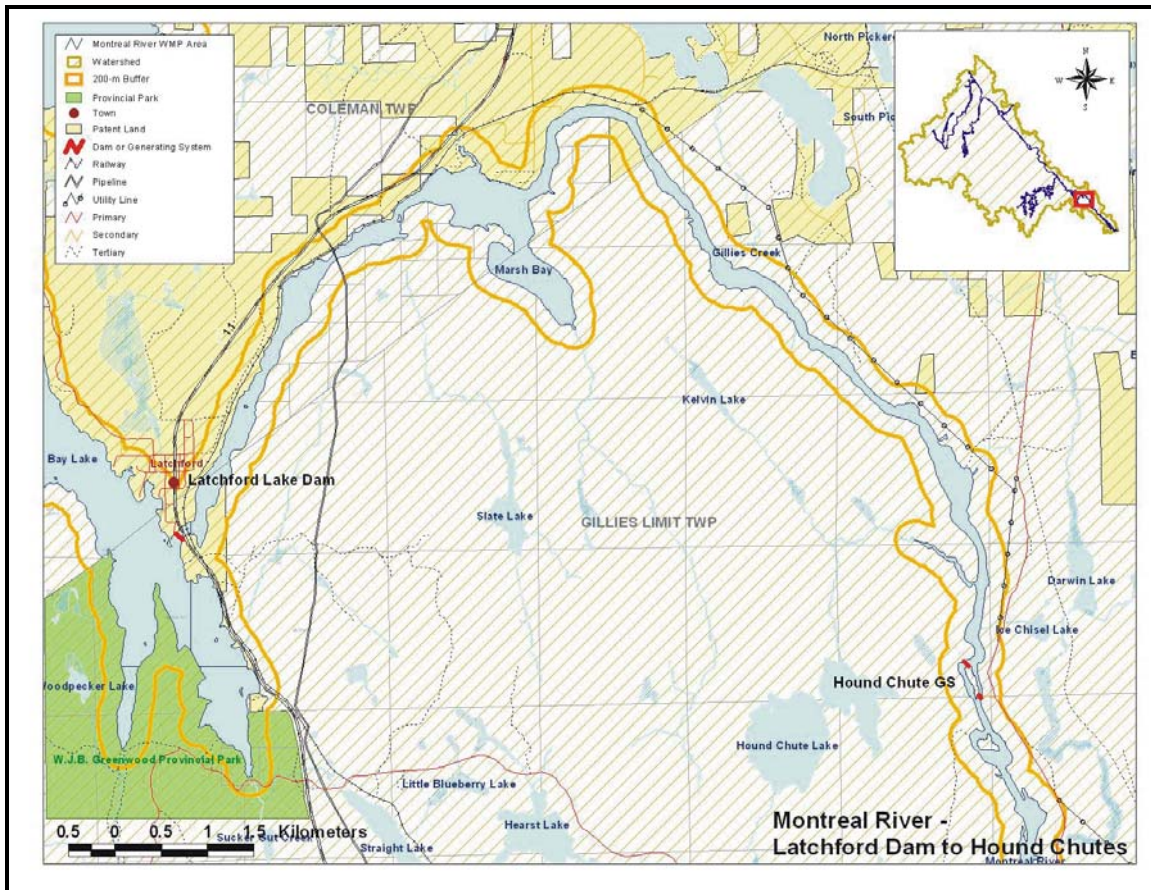 Montreal River WMP Area
Watershed
200-m Buffer
Provincial Park
Town
Patent Land
Dam or Generating System
Railway
Pipeline
Utility Line
Primary
Secondary
Tertiary
COLEMAN TWP
North Picker
South Pic
N
W
E
S
Marsh Bay
Gillies Creek
11
Kelvin Lake
Bay Lake
Latchford
Latchford Lake Dam
Slate Lake
GILLIES LIMIT TWP
Darwin Lake
Ice Chisel Lake
Hound Chute GS
Woodpecker Lake
Hound Chute Lake
W.J.B. Greenwood Provincial Park
Little Blueberry Lake
Hearst Lake
0.5 0 0.5 1 1.5 Kilometers
Sucker Gut Creek
Straight Lake
Montreal River -
Latchford Dam to Hound Chutes
Montreal River